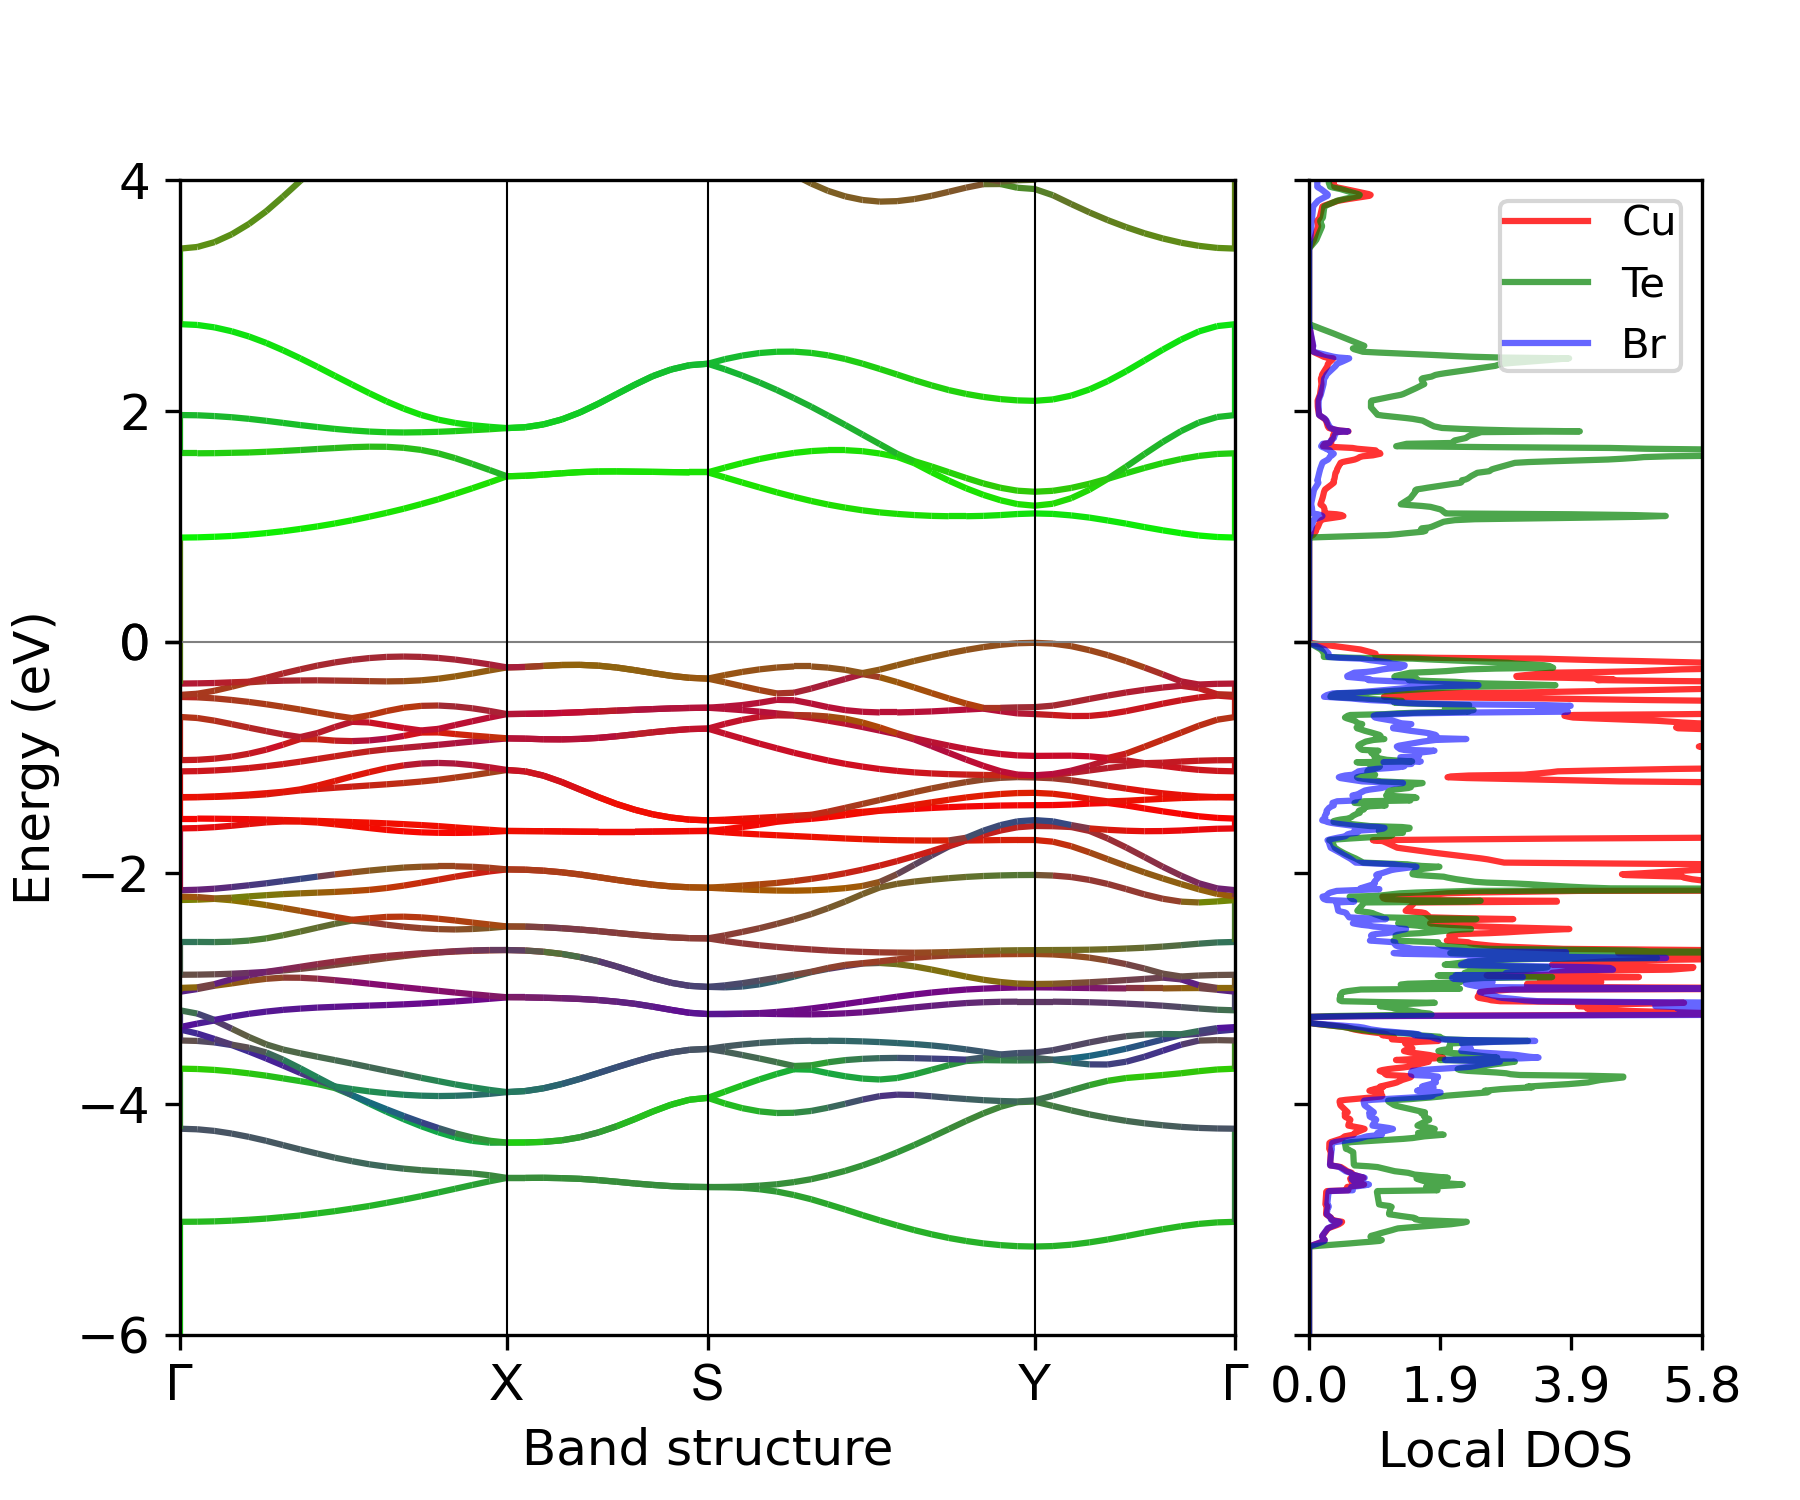 Energy (eV)
4
2
0
−2
−4
−6
Γ X S Y Γ
Band structure
Cu
Te
Br
0.0 1.9 3.9 5.8
Local DOS